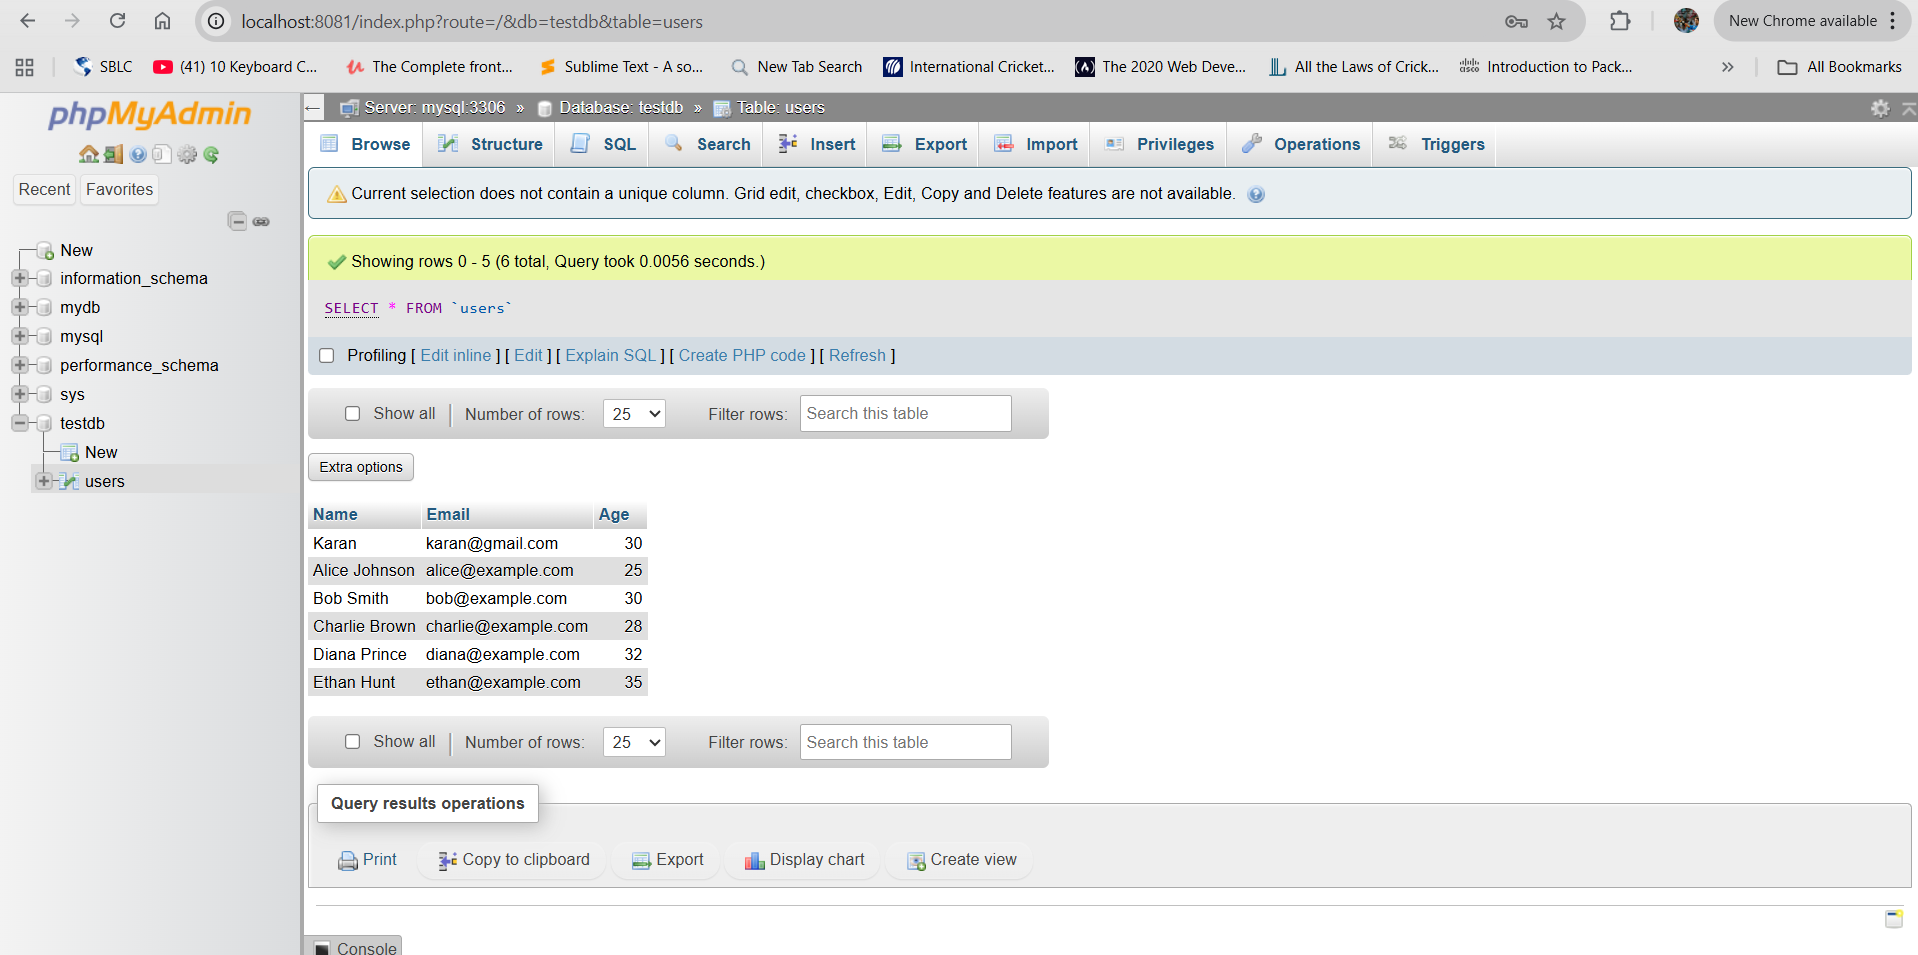 localhost:8081/index.php?route=/&db=testdb&table=users
New Chrome available
SBLC
(41) 10 Keyboard C...
The Complete front...
Sublime Text - A so...
New Tab Search
International Cricket...
The 2020 Web Deve...
All the Laws of Crick...
Introduction to Pack...
»
All Bookmarks
phpMyAdmin
Recent
Favorites
New
information_schema
mydb
mysql
performance_schema
sys
testdb
New
users
Server: mysql:3306 » Database: testdb » Table: users
Browse Structure SQL Search Insert Export Import Privileges Operations Triggers
Current selection does not contain a unique column. Grid edit, checkbox, Edit, Copy and Delete features are not available.
Showing rows 0 - 5 (6 total, Query took 0.0056 seconds.)
SELECT * FROM `users`
Profiling [ Edit inline ] [ Edit ] [ Explain SQL ] [ Create PHP code ] [ Refresh ]
Show all Number of rows: 25 Filter rows: Search this table
Extra options
Name Email Age
Karan karan@gmail.com 30
Alice Johnson alice@example.com 25
Bob Smith bob@example.com 30
Charlie Brown charlie@example.com 28
Diana Prince diana@example.com 32
Ethan Hunt ethan@example.com 35
Show all Number of rows: 25 Filter rows: Search this table
Query results operations
Print Copy to clipboard Export Display chart Create view
Console